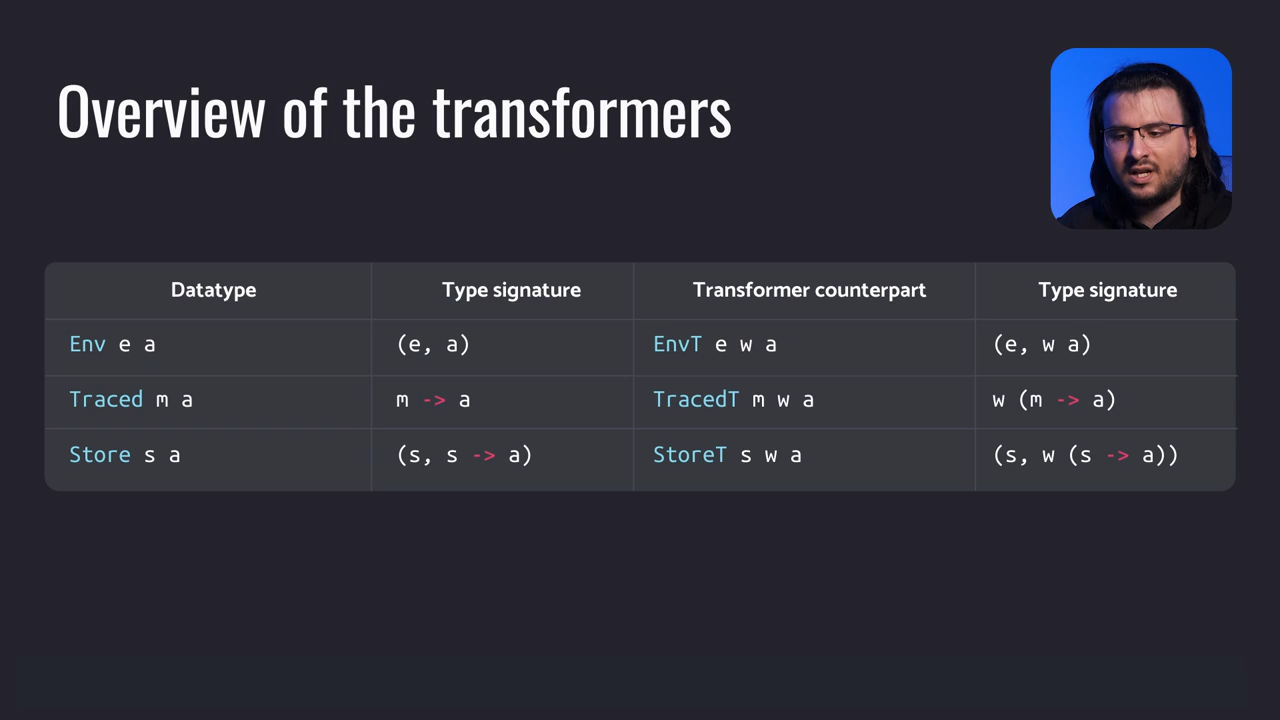 Overview of the transformers
Datatype Type signature Transformer counterpart Type signature
Env e a (e, a) EnvT e w a (e, w a)
Traced m a m -> a TracedT m w a w (m -> a)
Store s a (s, s -> a) StoreT s w a (s, w (s -> a))